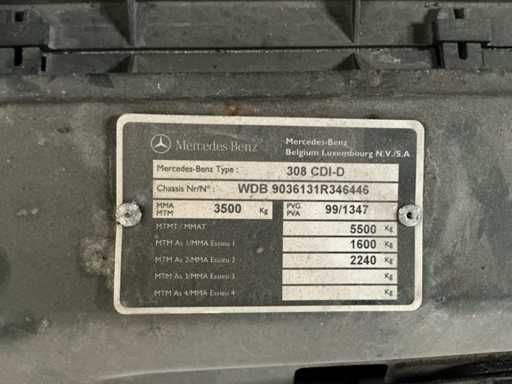 Mercedes Benz
Mercedes-Benz
Belgium Luxembourg N.V./S.A
Mercedes-Benz Type : 308 CDI-D
Chassis Nr/N° : WDB 9036131R346446
MMA
MTM 3500 Kg PVG
PVA 99/1347
MTMT / MMAT 5500 Kg
MTM As 1/MMA Essieu 1 1600 Kg
MTM As 2/MMA Essieu 2 2240 Kg
MTM As 3/MMA Essieu 3 Kg
MTM As 4/MMA Essieu 4 Kg